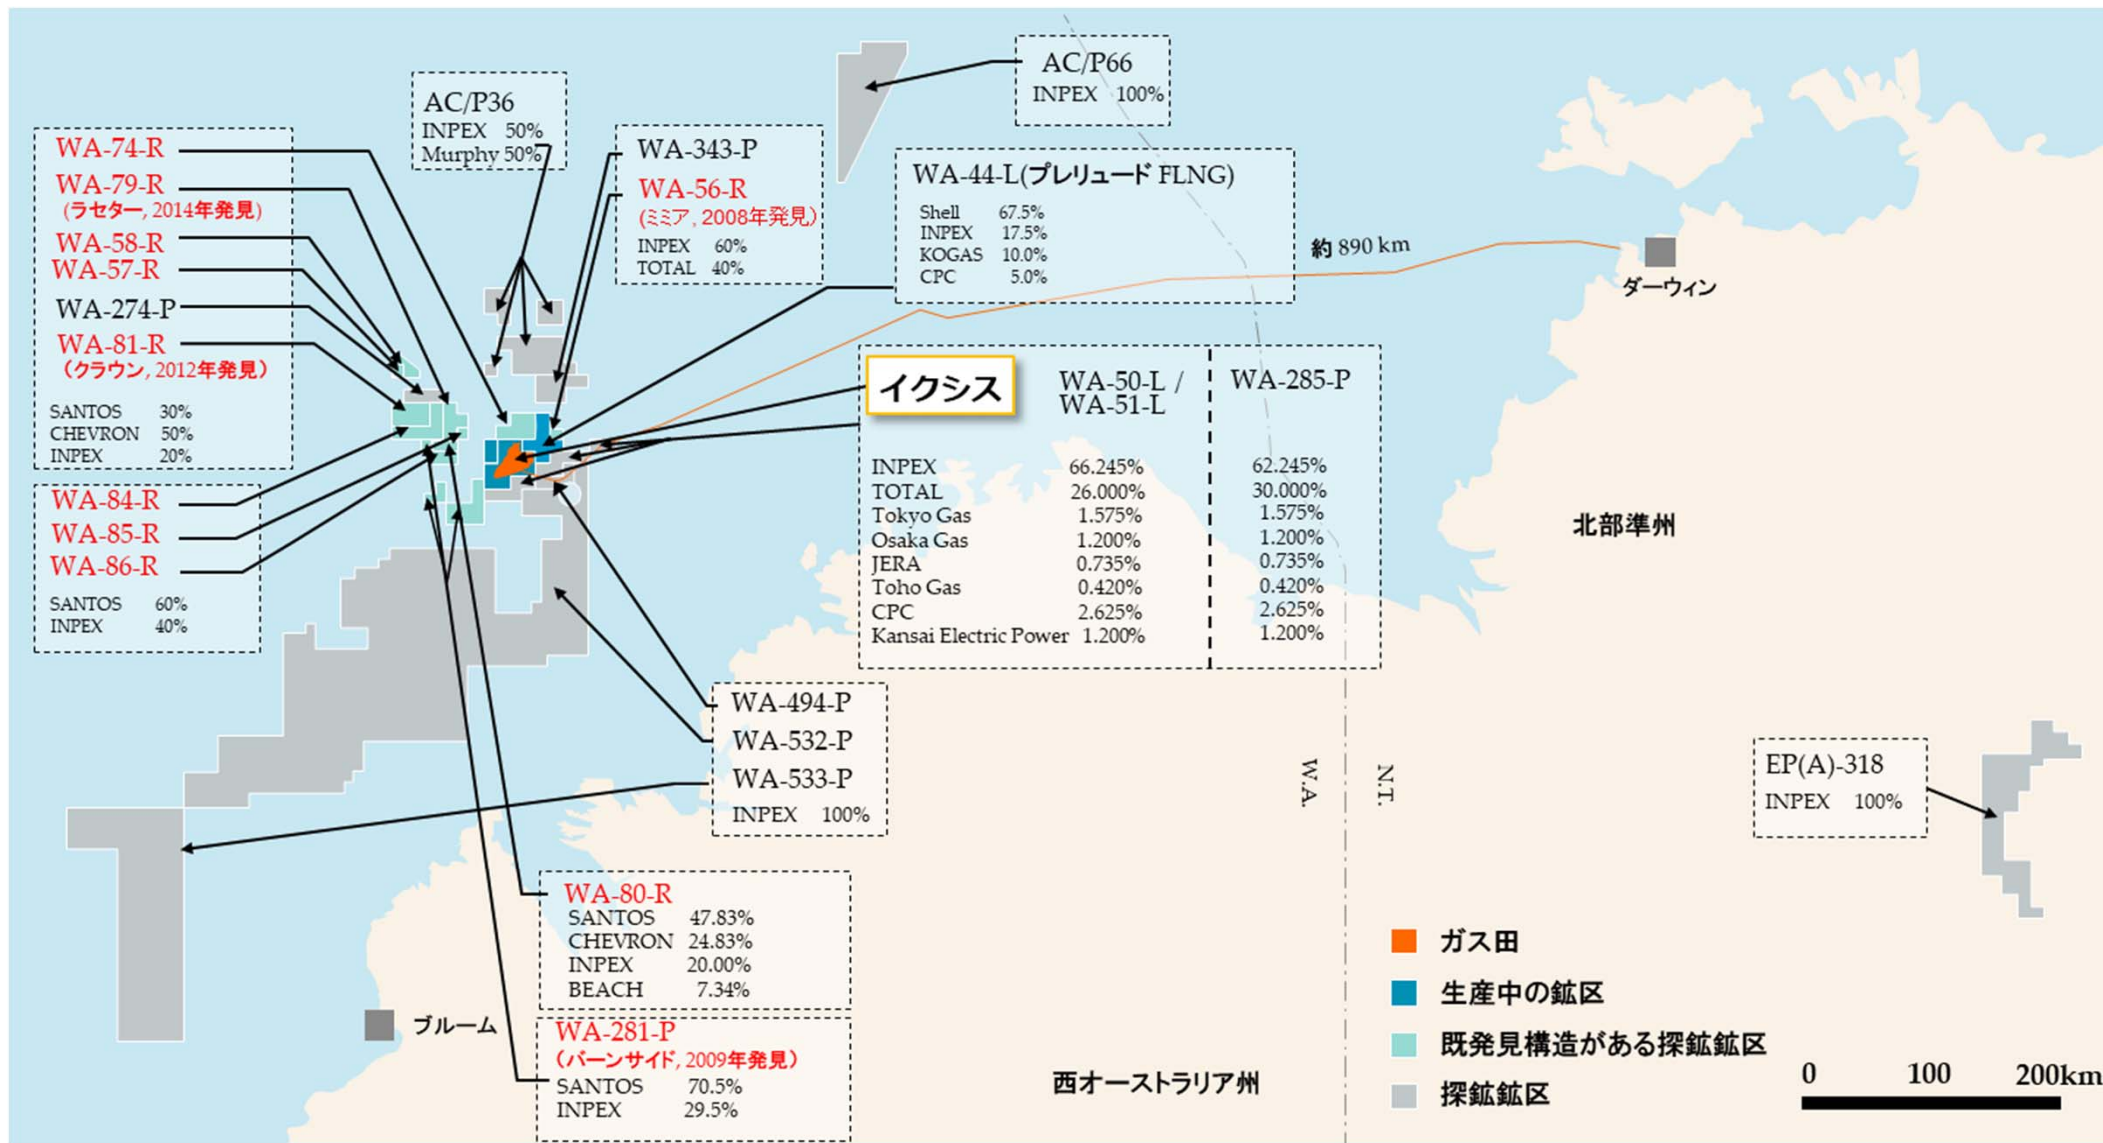 AC/P66
INPEX 100%
AC/P36
INPEX 50%
Murphy 50%
WA-74-R
WA-79-R
(ラセター, 2014年発見)
WA-58-R
WA-57-R
WA-274-P
WA-81-R
(クラウン, 2012年発見)
SANTOS 30%
CHEVRON 50%
INPEX 20%
WA-343-P
WA-56-R
(ミミア, 2008年発見)
INPEX 60%
TOTAL 40%
WA-44-L(プレリュード FLNG)
Shell 67.5%
INPEX 17.5%
KOGAS 10.0%
CPC 5.0%
約 890 km
ダーウィン
イクシス
WA-50-L / WA-285-P
WA-51-L
INPEX 66.245% 62.245%
TOTAL 26.000% 30.000%
Tokyo Gas 1.575% 1.575%
Osaka Gas 1.200% 1.200%
JERA 0.735% 0.735%
Toho Gas 0.420% 0.420%
CPC 2.625% 2.625%
Kansai Electric Power 1.200% 1.200%
WA-84-R
WA-85-R
WA-86-R
SANTOS 60%
INPEX 40%
北部準州
WA-494-P
WA-532-P
WA-533-P
INPEX 100%
W.A.
N.T.
EP(A)-318
INPEX 100%
WA-80-R
SANTOS 47.83%
CHEVRON 24.83%
INPEX 20.00%
BEACH 7.34%
ブルーム
WA-281-P
(バーンサイド, 2009年発見)
SANTOS 70.5%
INPEX 29.5%
西オーストラリア州
ガス田
生産中の鉱区
既発見構造がある探鉱鉱区
探鉱鉱区
0 100 200km